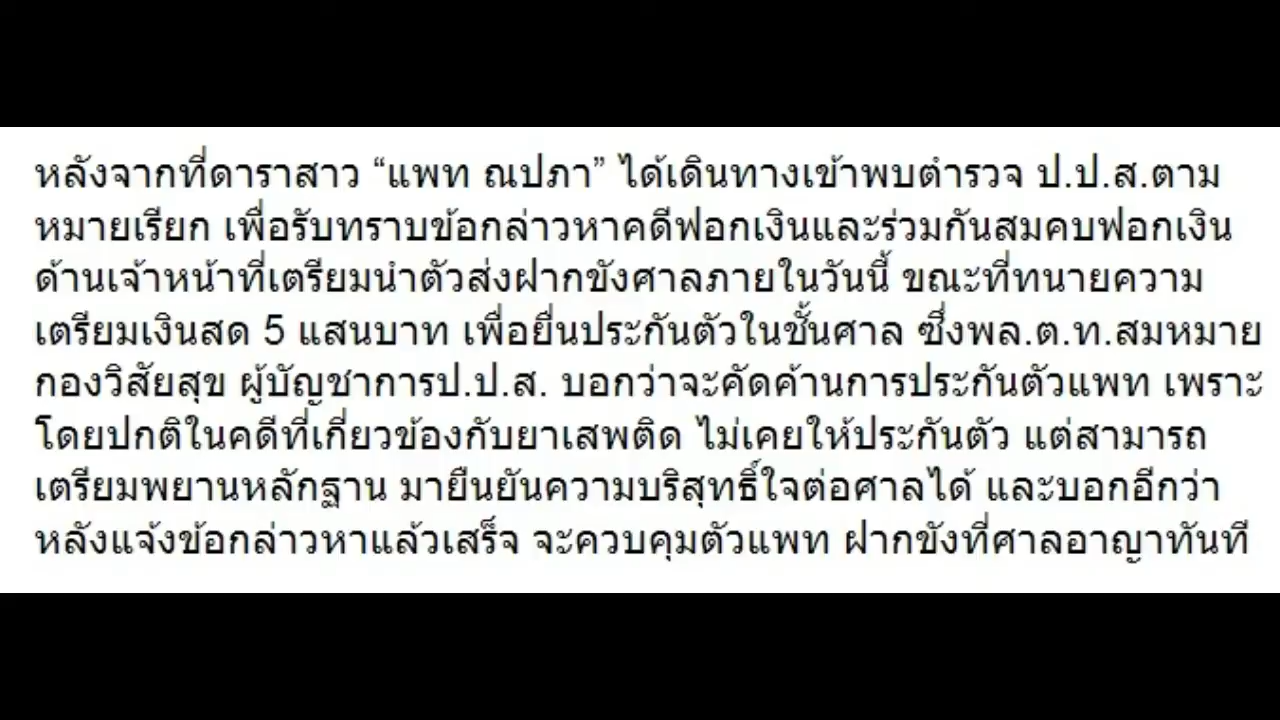 หลังจากที่ดาราสาว “แพท ณปภา” ได้เดินทางเข้าพบตำรวจ ป.ป.ส.ตาม
หมายเรียก เพื่อรับทราบข้อกล่าวหาคดีฟอกเงินและร่วมกันสมคบฟอกเงิน
ด้านเจ้าหน้าที่เตรียมนำตัวส่งฝากขังศาลภายในวันนี้ ขณะที่ทนายความ
เตรียมเงินสด 5 แสนบาท เพื่อยื่นประกันตัวในชั้นศาล ซึ่งพล.ต.ท.สมหมาย
กองวิสัยสุข ผู้บัญชาการป.ป.ส. บอกว่าจะคัดค้านการประกันตัวแพท เพราะ
โดยปกติในคดีที่เกี่ยวข้องกับยาเสพติด ไม่เคยให้ประกันตัว แต่สามารถ
เตรียมพยานหลักฐาน มายืนยันความบริสุทธิ์ใจต่อศาลได้ และบอกอีกว่า
หลังแจ้งข้อกล่าวหาแล้วเสร็จ จะควบคุมตัวแพท ฝากขังที่ศาลอาญาทันที